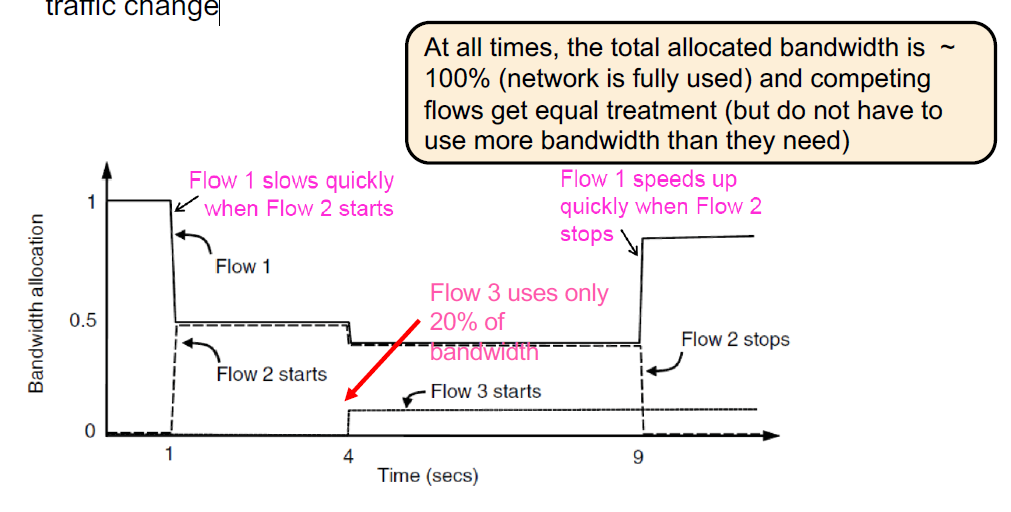 traffic change
At all times, the total allocated bandwidth is ~
100% (network is fully used) and competing
flows get equal treatment (but do not have to
use more bandwidth than they need)
Flow 1 slows quickly
when Flow 2 starts
Flow 1 speeds up
quickly when Flow 2
stops
1
Flow 1
Flow 3 uses only
20% of
bandwidth
0.5
Flow 2 stops
Flow 2 starts
Flow 3 starts
0
Bandwidth allocation
1
4
9
Time (secs)